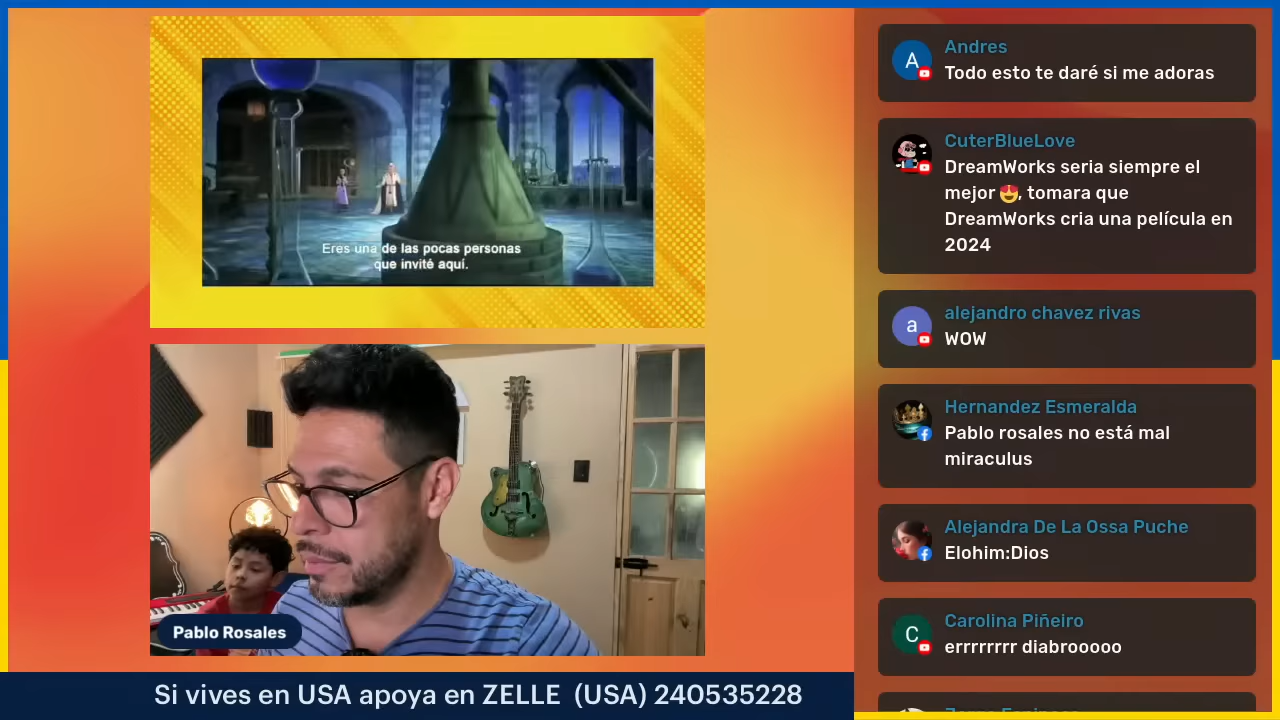 Eres una de las pocas personas
que invité aquí.
Pablo Rosales
Si vives en USA apoya en ZELLE (USA) 240535228
A
Andres
Todo esto te daré si me adoras
CuterBlueLove
DreamWorks seria siempre el
mejor 😍, tomara que
DreamWorks cria una película en
2024
a
alejandro chavez rivas
WOW
Hernandez Esmeralda
Pablo rosales no está mal
miraculus
Alejandra De La Ossa Puche
Elohim:Dios
C
Carolina Piñeiro
errrrrrrr diabrooooo